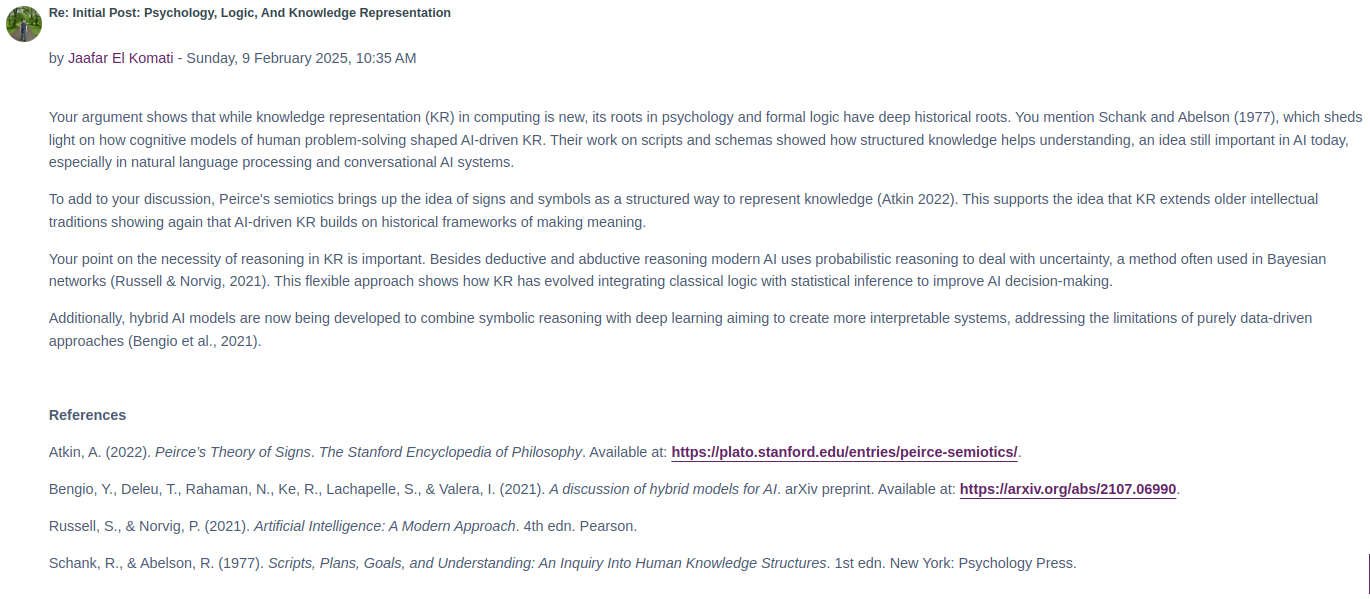 Re: Initial Post: Psychology, Logic, And Knowledge Representation
by Jaafar El Komati - Sunday, 9 February 2025, 10:35 AM
Your argument shows that while knowledge representation (KR) in computing is new, its roots in psychology and formal logic have deep historical roots. You mention Schank and Abelson (1977), which sheds
light on how cognitive models of human problem-solving shaped AI-driven KR. Their work on scripts and schemas showed how structured knowledge helps understanding, an idea still important in AI today,
especially in natural language processing and conversational AI systems.
To add to your discussion, Peirce's semiotics brings up the idea of signs and symbols as a structured way to represent knowledge (Atkin 2022). This supports the idea that KR extends older intellectual
traditions showing again that AI-driven KR builds on historical frameworks of making meaning.
Your point on the necessity of reasoning in KR is important. Besides deductive and abductive reasoning modern AI uses probabilistic reasoning to deal with uncertainty, a method often used in Bayesian
networks (Russell & Norvig, 2021). This flexible approach shows how KR has evolved integrating classical logic with statistical inference to improve AI decision-making.
Additionally, hybrid AI models are now being developed to combine symbolic reasoning with deep learning aiming to create more interpretable systems, addressing the limitations of purely data-driven
approaches (Bengio et al., 2021).
References
Atkin, A. (2022). Peirce’s Theory of Signs. The Stanford Encyclopedia of Philosophy. Available at: https://plato.stanford.edu/entries/peirce-semiotics/.
Bengio, Y., Deleu, T., Rahaman, N., Ke, R., Lachapelle, S., & Valera, I. (2021). A discussion of hybrid models for AI. arXiv preprint. Available at: https://arxiv.org/abs/2107.06990.
Russell, S., & Norvig, P. (2021). Artificial Intelligence: A Modern Approach. 4th edn. Pearson.
Schank, R., & Abelson, R. (1977). Scripts, Plans, Goals, and Understanding: An Inquiry Into Human Knowledge Structures. 1st edn. New York: Psychology Press.